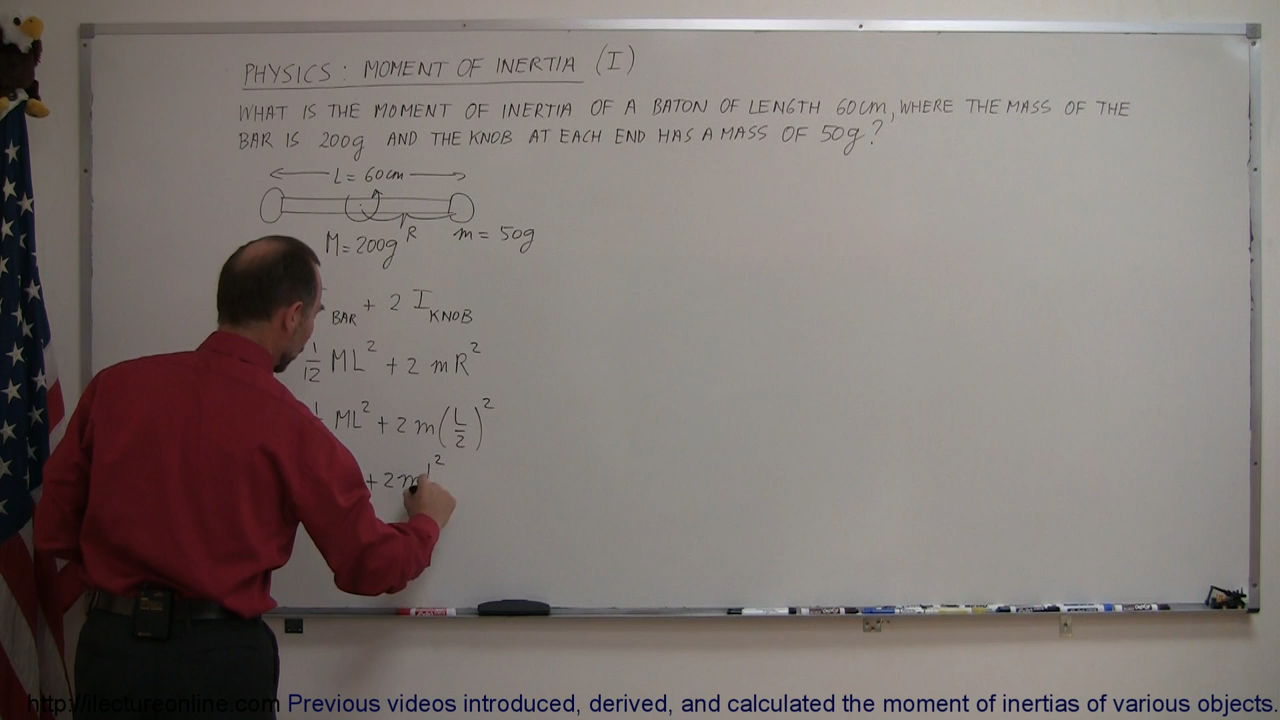 PHYSICS: MOMENT OF INERTIA (I)
WHAT IS THE MOMENT OF INERTIA OF A BATON OF LENGTH 60cm, WHERE THE MASS OF THE
BAR IS 200g AND THE KNOB AT EACH END HAS A MASS OF 50g?
L = 60cm
R
M = 200g m = 50g
BAR + 2 I KNOB
1/12 ML² + 2 mR²
ML² + 2 m(L/2)²
+ 2m
http://ilectureonline.com Previous videos introduced, derived, and calculated the moment of inertias of various objects.